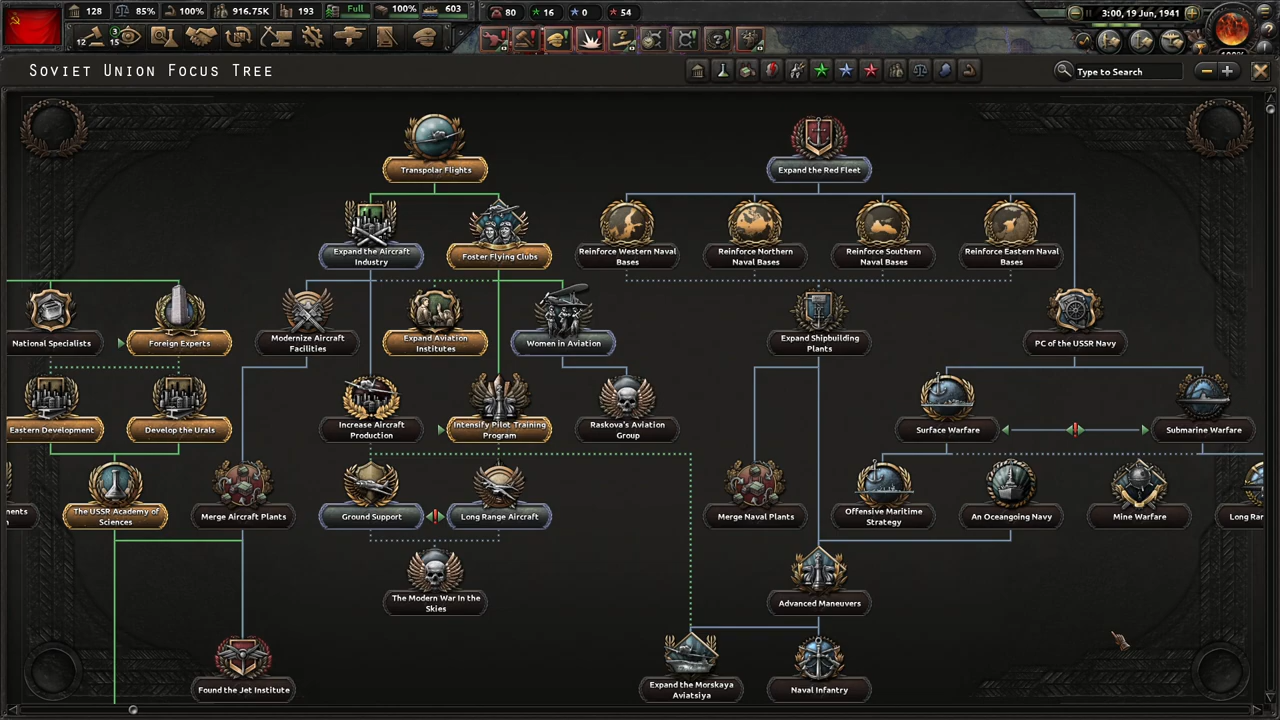 128 85% 100% 916.75K 193 Full 100% 603 80 16 0 54 3:00, 19 Jun, 1941
12 3 15
SOVIET UNION FOCUS TREE
Type to Search
Transpolar Flights
Expand the Red Fleet
Expand the Aircraft
Industry
Foster Flying Clubs
Reinforce Western Naval
Bases
Reinforce Northern
Naval Bases
Reinforce Southern
Naval Bases
Reinforce Eastern Naval
Bases
National Specialists
Foreign Experts
Modernize Aircraft
Facilities
Expand Aviation
Institutes
Women in Aviation
Expand Shipbuilding
Plants
PC of the USSR Navy
Eastern Development
Develop the Urals
Increase Aircraft
Production
Intensify Pilot Training
Program
Raskova's Aviation
Group
Surface Warfare
Submarine Warfare
The USSR Academy of
Sciences
Merge Aircraft Plants
Ground Support
Long Range Aircraft
Merge Naval Plants
Offensive Maritime
Strategy
An Oceangoing Navy
Mine Warfare
Long Ra
The Modern War In the
Skies
Advanced Maneuvers
Found the Jet Institute
Expand the Morskaya
Aviatsiya
Naval Infantry